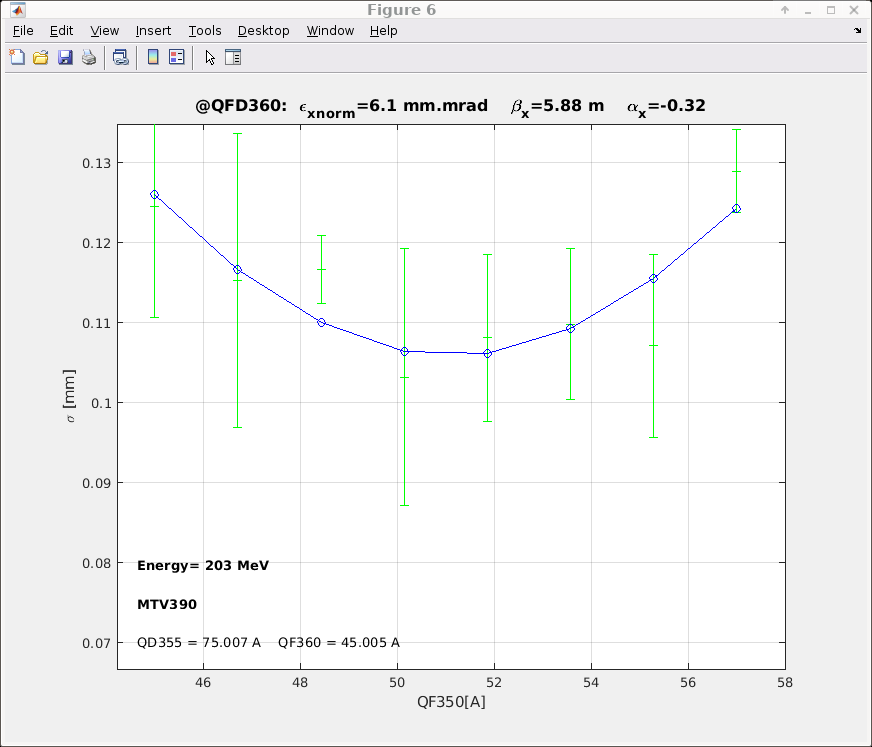 Figure 6
File Edit View Insert Tools Desktop Window Help
@QFD360: ϵxnorm=6.1 mm.mrad βx=5.88 m αx=-0.32
0.13
0.12
0.11
0.1
0.09
0.08
0.07
σ [mm]
Energy= 203 MeV
MTV390
QD355 = 75.007 A QF360 = 45.005 A
46 48 50 52 54 56 58
QF350[A]